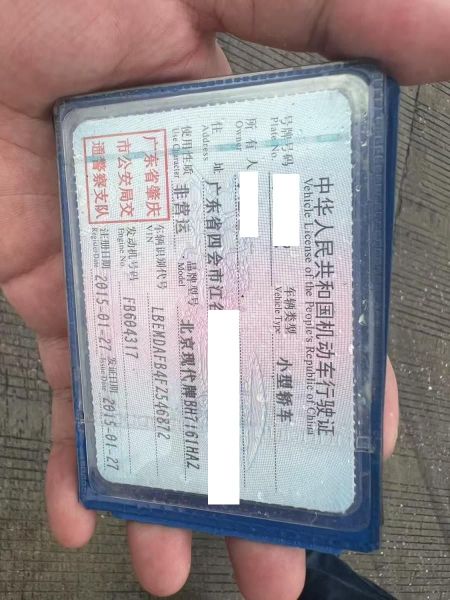 中华人民共和国机动车行驶证
Vehicle License of the People's Republic of China
号牌号码 车辆类型 小型轿车
Plate No. Vehicle Type
所有人
Owner
住 址 广东省四会市江
Address
使用性质 非营运 品牌型号 北京现代牌BH7161HAZ
Use Character Model
广东省肇庆
市公安局交
通警察支队
车辆识别代号 LBENDAFB4FZ546872
VIN
发动机号码 FB604317
Engine No.
注册日期 2015-01-27 发证日期 2015-01-27
Register Date Issue Date